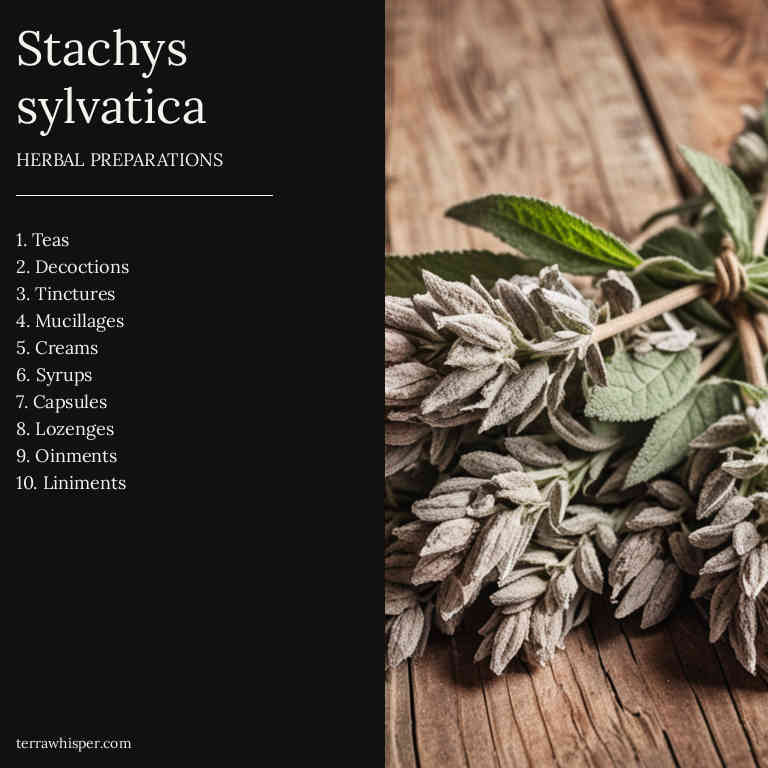 Stachys
sylvatica
HERBAL PREPARATIONS
1. Teas
2. Decoctions
3. Tinctures
4. Mucillages
5. Creams
6. Syrups
7. Capsules
8. Lozenges
9. Oinments
10. Liniments
terrawhisper.com